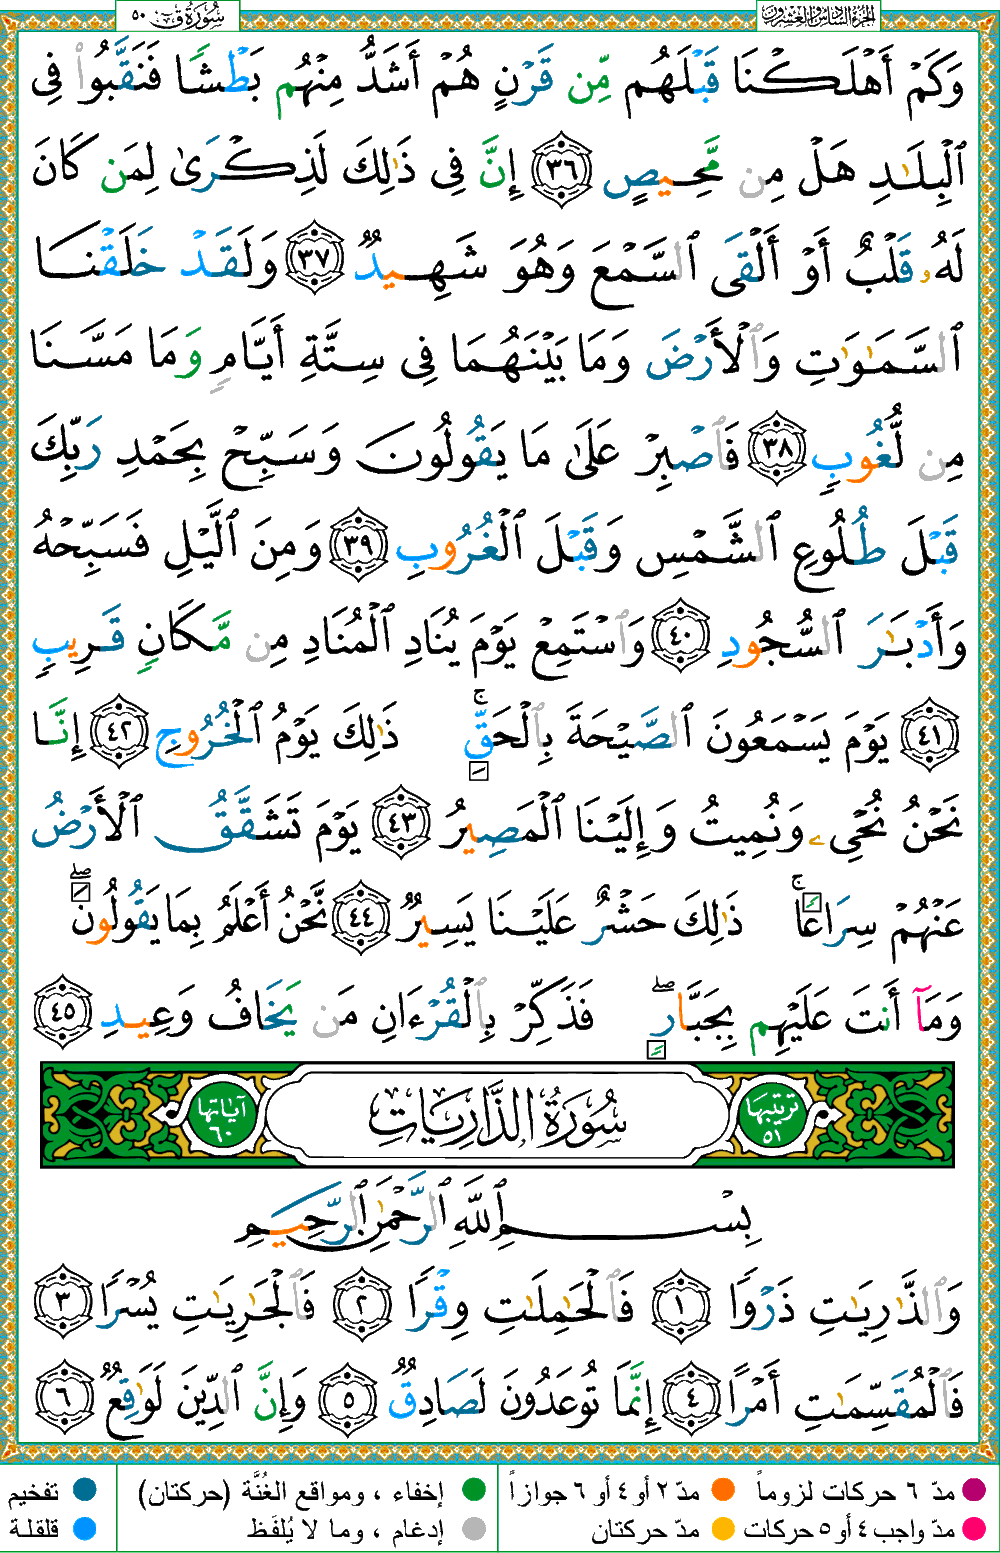 سُورَةُ قٓ ٥٠
الجزء السادس والعشرون
وَكَمْ أَهْلَكْنَا قَبْلَهُم مِّن قَرْنٍ هُمْ أَشَدُّ مِنْهُم بَطْشًا فَنَقَّبُوا۟ فِى
ٱلْبِلَـٰدِ هَلْ مِن مَّحِيصٍ ٣٦ إِنَّ فِى ذَٰلِكَ لَذِكْرَىٰ لِمَن كَانَ
لَهُۥ قَلْبٌ أَوْ أَلْقَى ٱلسَّمْعَ وَهُوَ شَهِيدٌ ٣٧ وَلَقَدْ خَلَقْنَا
ٱلسَّمَـٰوَٰتِ وَٱلْأَرْضَ وَمَا بَيْنَهُمَا فِى سِتَّةِ أَيَّامٍ وَمَا مَسَّنَا
مِن لُّغُوبٍ ٣٨ فَٱصْبِرْ عَلَىٰ مَا يَقُولُونَ وَسَبِّحْ بِحَمْدِ رَبِّكَ
قَبْلَ طُلُوعِ ٱلشَّمْسِ وَقَبْلَ ٱلْغُرُوبِ ٣٩ وَمِنَ ٱلَّيْلِ فَسَبِّحْهُ
وَأَدْبَـٰرَ ٱلسُّجُودِ ٤٠ وَٱسْتَمِعْ يَوْمَ يُنَادِ ٱلْمُنَادِ مِن مَّكَانٍ قَرِيبٍ
٤١ يَوْمَ يَسْمَعُونَ ٱلصَّيْحَةَ بِٱلْحَقِّ ۚ ذَٰلِكَ يَوْمُ ٱلْخُرُوجِ ٤٢ إِنَّا
نَحْنُ نُحْىِۦ وَنُمِيتُ وَإِلَيْنَا ٱلْمَصِيرُ ٤٣ يَوْمَ تَشَقَّقُ ٱلْأَرْضُ
عَنْهُمْ سِرَاعًا ۚ ذَٰلِكَ حَشْرٌ عَلَيْنَا يَسِيرٌ ٤٤ نَّحْنُ أَعْلَمُ بِمَا يَقُولُونَ ۖ
وَمَآ أَنتَ عَلَيْهِم بِجَبَّارٍ ۖ فَذَكِّرْ بِٱلْقُرْءَانِ مَن يَخَافُ وَعِيدِ ٤٥
ترتيبها ٥١ سُورَةُ الذَّارِيَاتِ آياتها ٦٠
بِسْمِ ٱللَّهِ ٱلرَّحْمَـٰنِ ٱلرَّحِيمِ
وَٱلذَّٰرِيَـٰتِ ذَرْوًا ١ فَٱلْحَـٰمِلَـٰتِ وِقْرًا ٢ فَٱلْجَـٰرِيَـٰتِ يُسْرًا ٣
فَٱلْمُقَسِّمَـٰتِ أَمْرًا ٤ إِنَّمَا تُوعَدُونَ لَصَادِقٌ ٥ وَإِنَّ ٱلدِّينَ لَوَٰقِعٌ ٦
مدّ ٦ حركات لزوماً مدّ ٢ أو ٤ أو ٦ جوازاً إخفاء ، ومواقع الغُنَّة (حركتان) تفخيم
مدّ واجب ٤ أو ٥ حركات مدّ حركتان إدغام ، وما لا يُلفَظ قلقلة